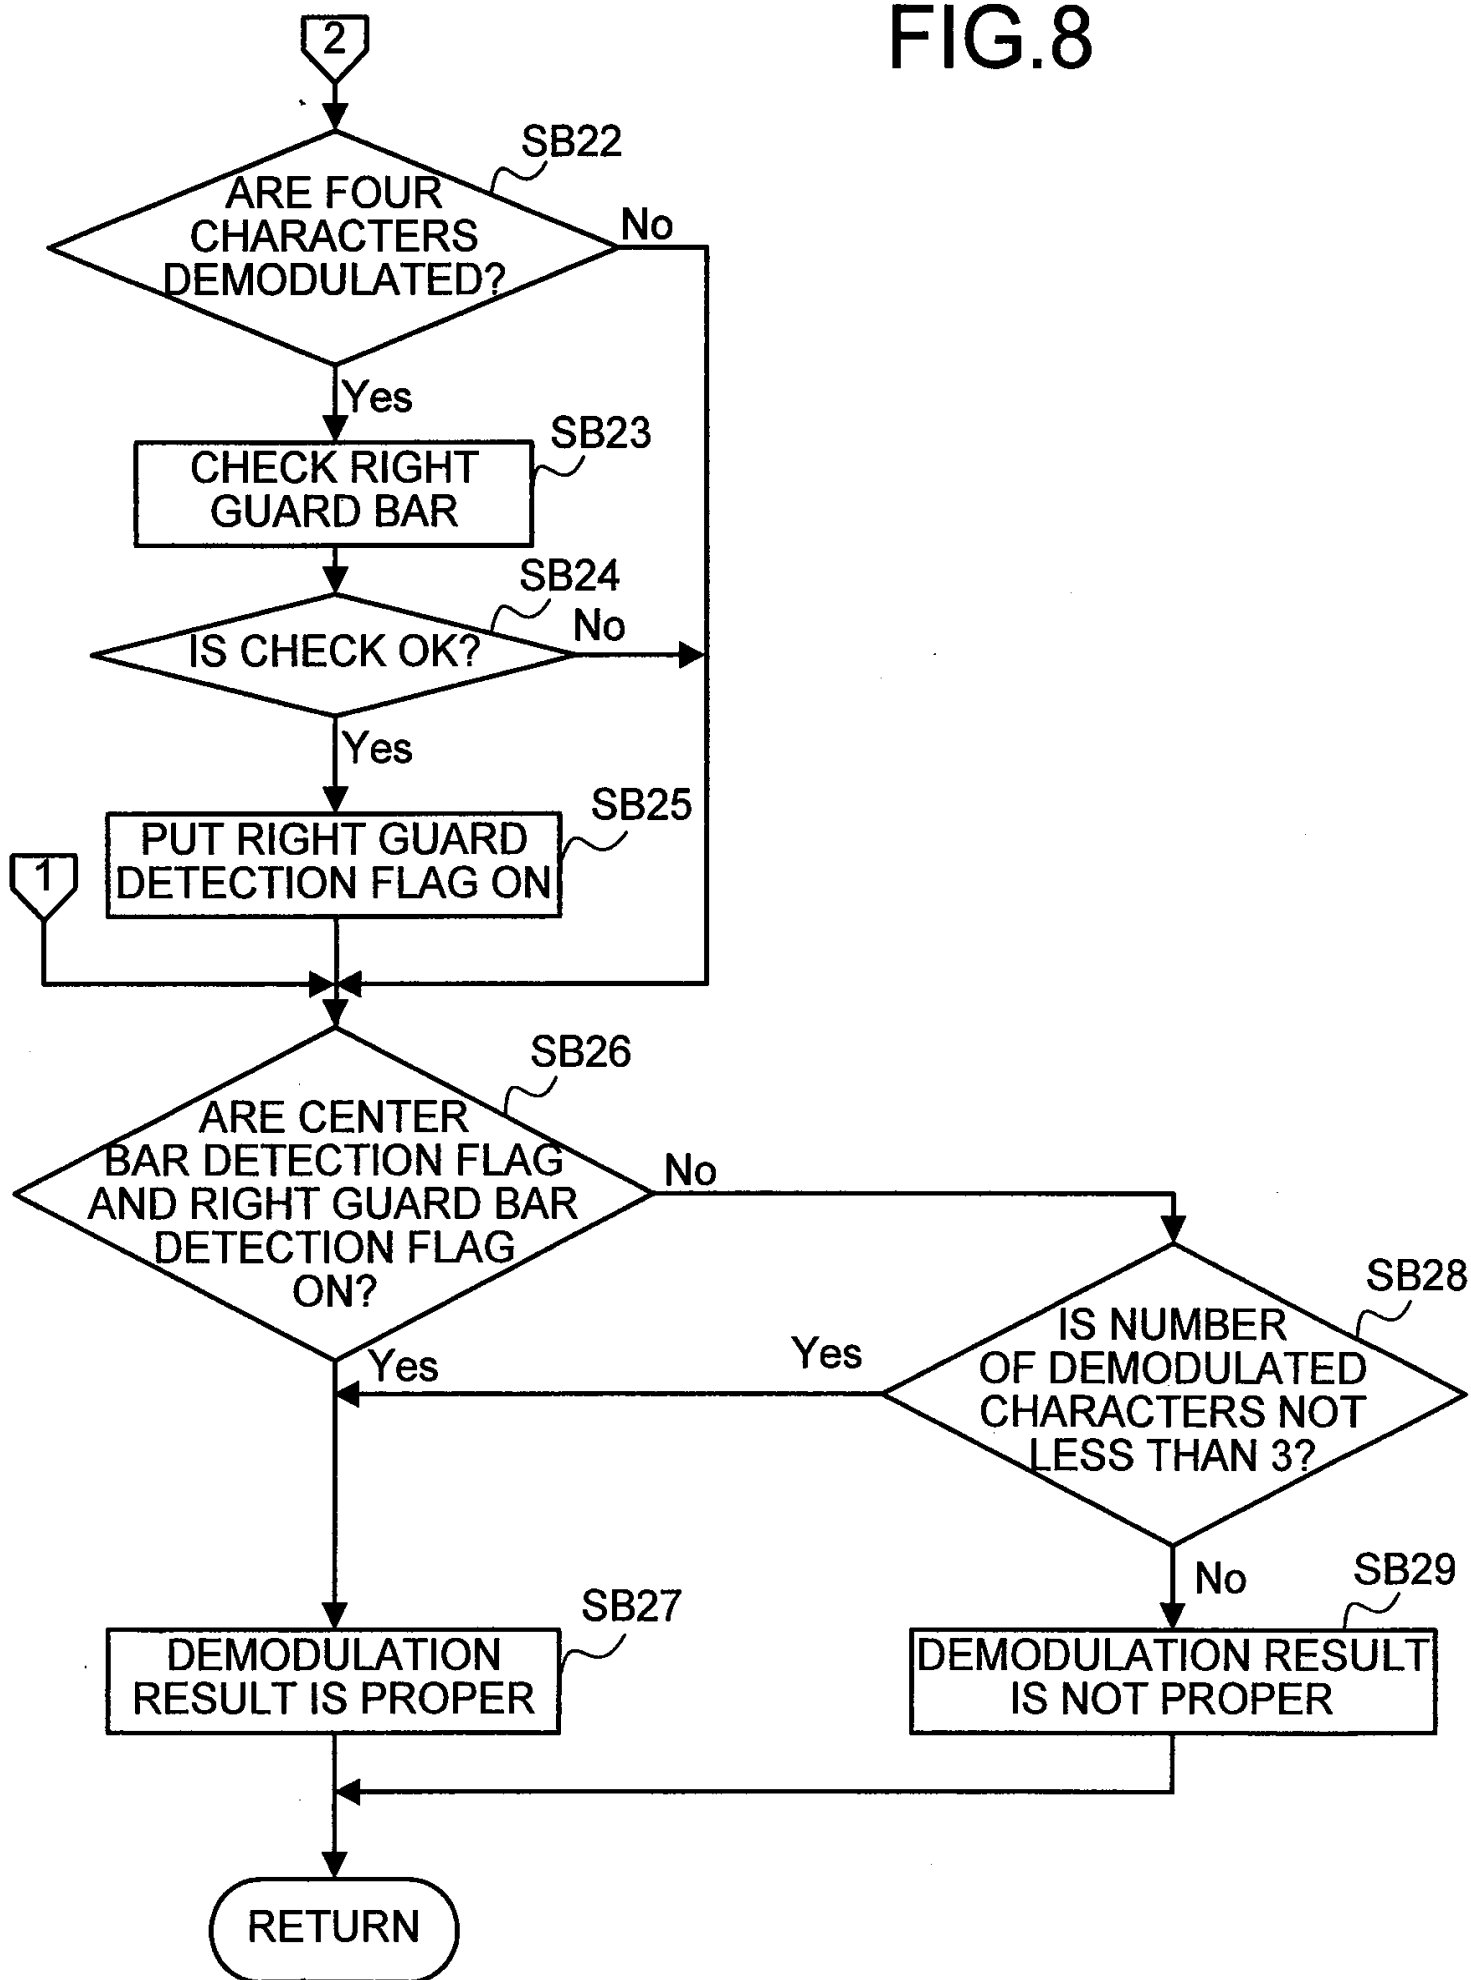 FIG.8
2
SB22
ARE FOUR
CHARACTERS
DEMODULATED?
No
Yes
SB23
CHECK RIGHT
GUARD BAR
SB24
IS CHECK OK?
No
Yes
SB25
PUT RIGHT GUARD
DETECTION FLAG ON
1
SB26
ARE CENTER
BAR DETECTION FLAG
AND RIGHT GUARD BAR
DETECTION FLAG
ON?
No
Yes
SB28
IS NUMBER
OF DEMODULATED
CHARACTERS NOT
LESS THAN 3?
Yes
No
SB27
DEMODULATION
RESULT IS PROPER
SB29
DEMODULATION RESULT
IS NOT PROPER
RETURN